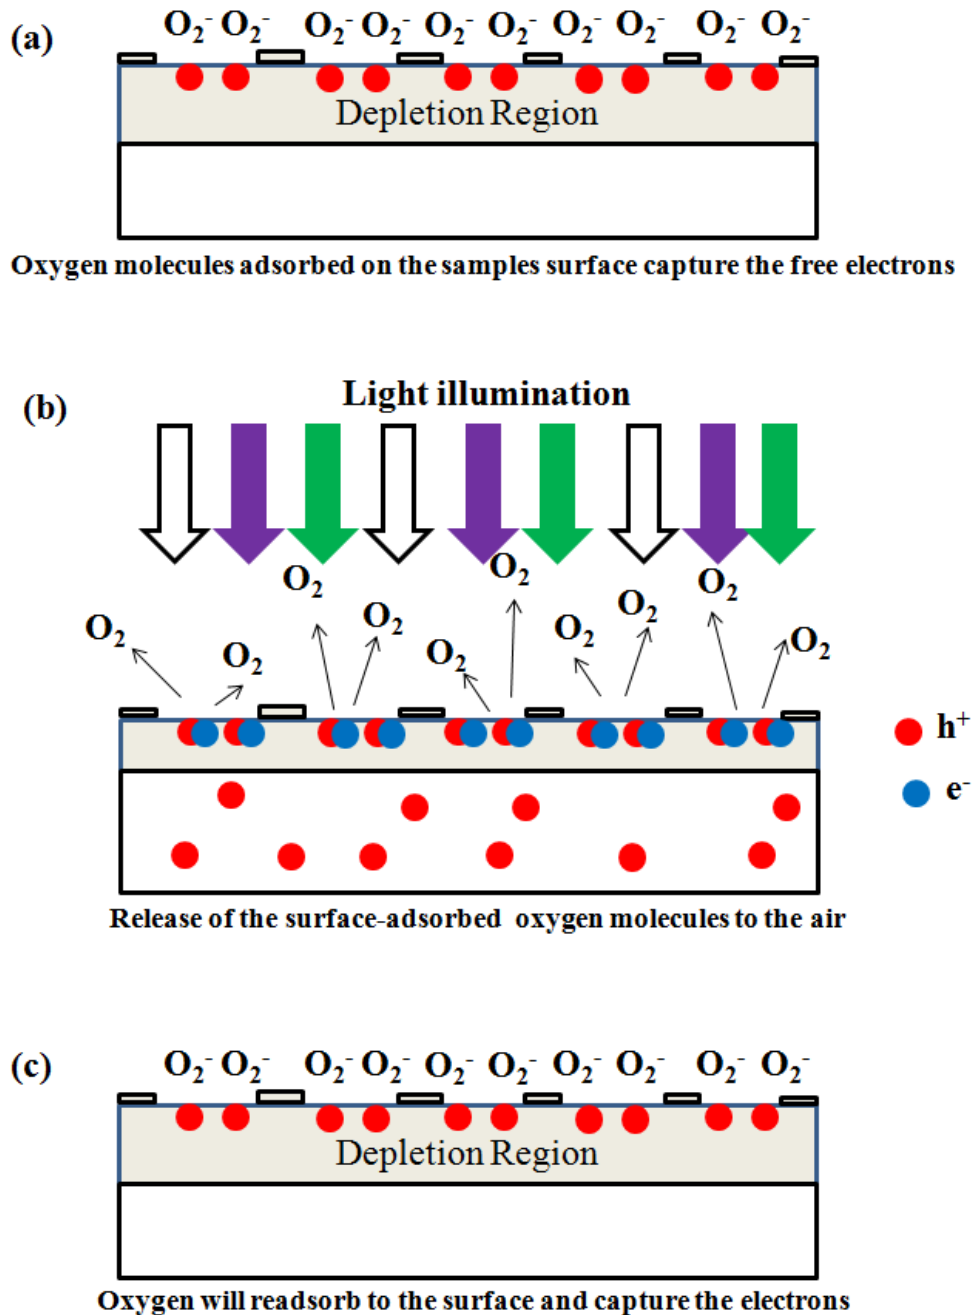 (a)
O₂⁻ O₂⁻ O₂⁻ O₂⁻ O₂⁻ O₂⁻ O₂⁻ O₂⁻ O₂⁻ O₂⁻
Depletion Region
Oxygen molecules adsorbed on the samples surface capture the free electrons
(b)
Light illumination
O₂ O₂ O₂ O₂ O₂ O₂ O₂ O₂ O₂ O₂
h⁺
e⁻
Release of the surface-adsorbed oxygen molecules to the air
(c)
O₂⁻ O₂⁻ O₂⁻ O₂⁻ O₂⁻ O₂⁻ O₂⁻ O₂⁻ O₂⁻ O₂⁻
Depletion Region
Oxygen will readsorb to the surface and capture the electrons